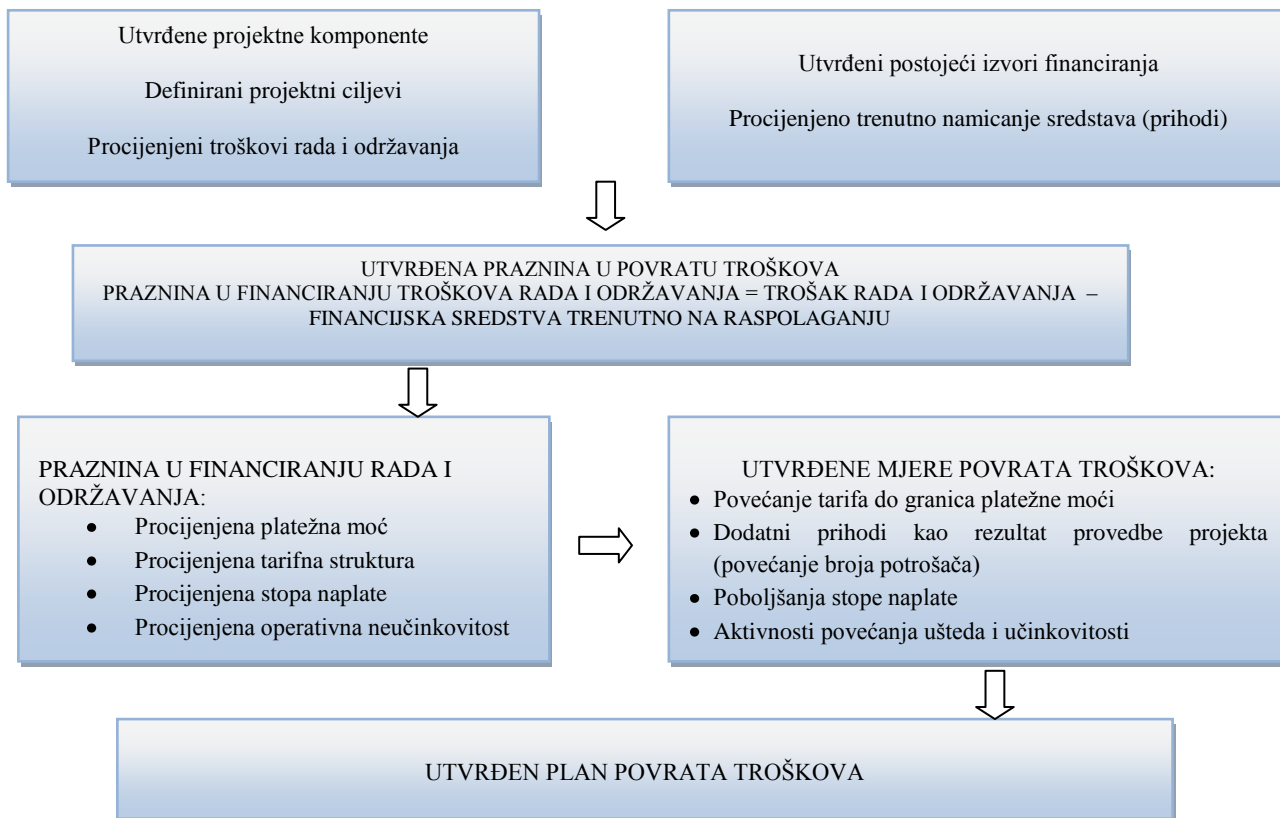 Utvrđene projektne komponente
Definirani projektni ciljevi
Procijenjeni troškovi rada i održavanja
Utvrđeni postojeći izvori financiranja
Procijenjeno trenutno namicanje sredstava (prihodi)
UTVRĐENA PRAZNINA U POVRATU TROŠKOVA
PRAZNINA U FINANCIRANJU TROŠKOVA RADA I ODRŽAVANJA = TROŠAK RADA I ODRŽAVANJA –
FINANCIJSKA SREDSTVA TRENUTNO NA RASPOLAGANJU
PRAZNINA U FINANCIRANJU RADA I
ODRŽAVANJA:
• Procijenjena platežna moć
• Procijenjena tarifna struktura
• Procijenjena stopa naplate
• Procijenjena operativna neučinkovitost
UTVRĐENE MJERE POVRATA TROŠKOVA:
• Povećanje tarifa do granica platežne moći
• Dodatni prihodi kao rezultat provedbe projekta
(povećanje broja potrošača)
• Poboljšanja stope naplate
• Aktivnosti povećanja ušteda i učinkovitosti
UTVRĐEN PLAN POVRATA TROŠKOVA